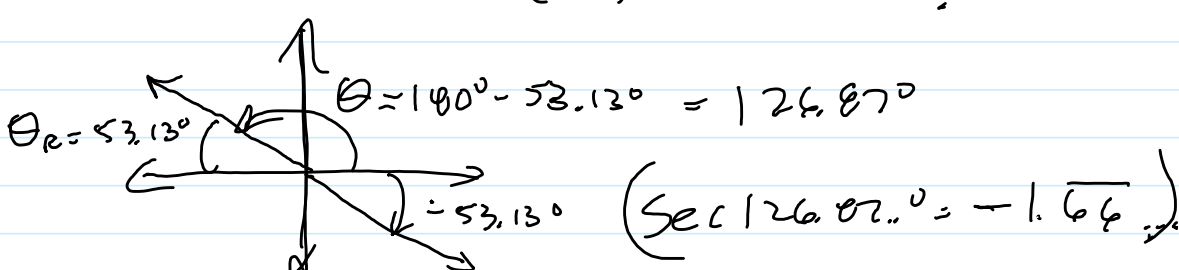 θ = 180° - 53.13° = 126.87°
θR = 53.13°
-53.13°
(Sec 126.87..° = -1.66...)